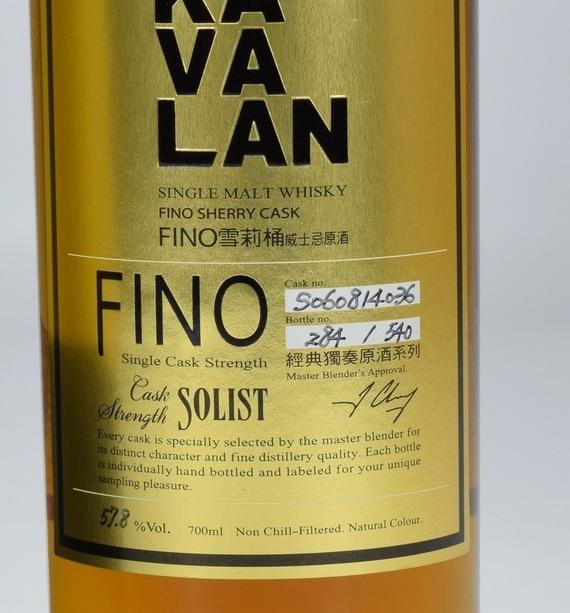 KA
VA
LAN
SINGLE MALT WHISKY
FINO SHERRY CASK
FINO雪莉桶威士忌原酒
FINO
Single Cask Strength
Cask no.
S060814036
Bottle no.
284 / 540
經典獨奏原酒系列
Master Blender's Approval.
Cask
Strength SOLIST
Every cask is specially selected by the master blender for
its distinct character and fine distillery quality. Each bottle
is individually hand bottled and labeled for your unique
sampling pleasure.
57.8 %Vol. 700ml Non Chill-Filtered. Natural Colour.